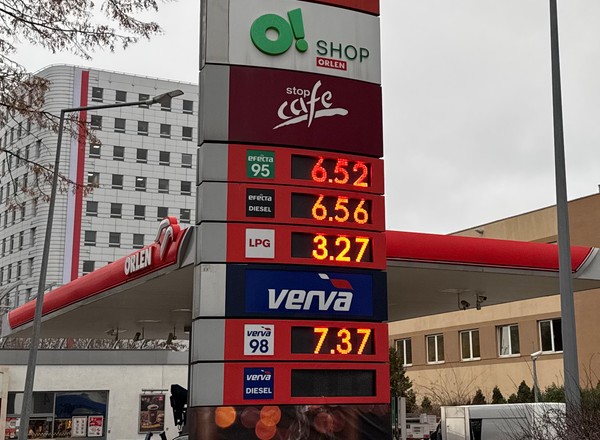 O!
SHOP
ORLEN
stop
cafe
EFECTA
95
6.52
EFECTA
DIESEL
6.56
LPG
3.27
ORLEN
verva
verva
98
7.37
verva
DIESEL